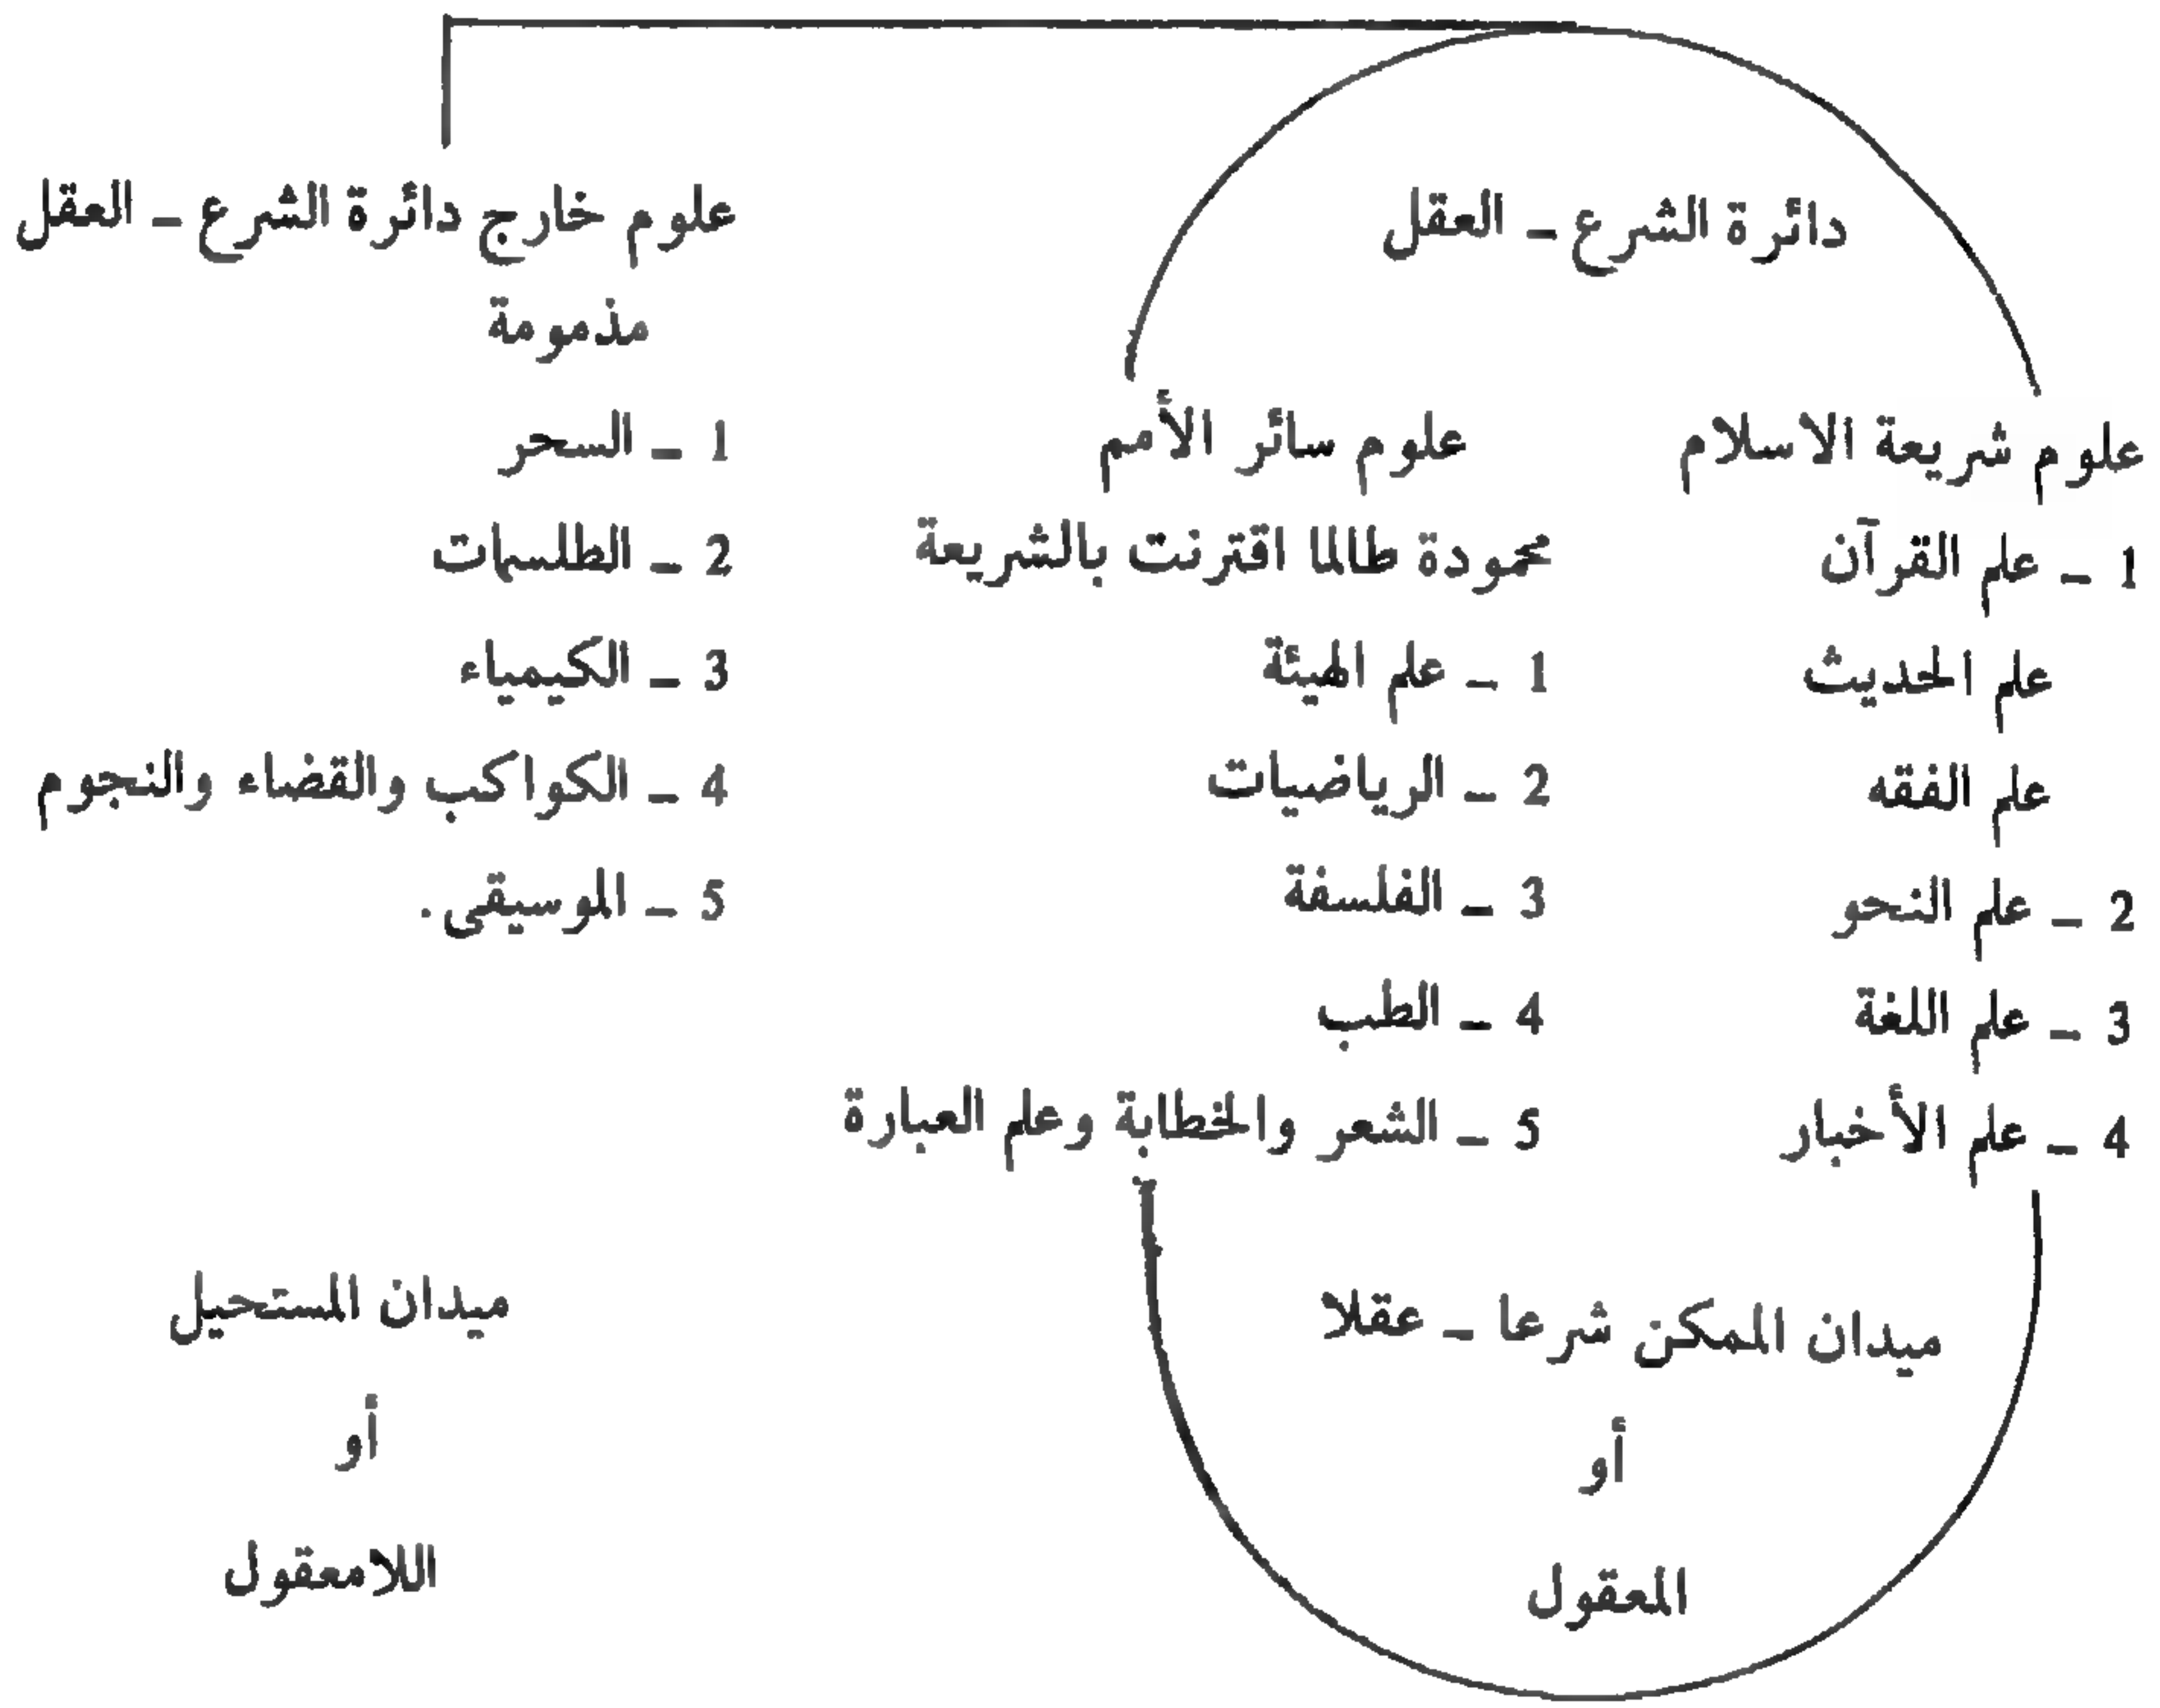 دائرة الشرع ـ العقل
علوم شريعة الاسلام
1 ـ علم القرآن
علم الحديث
علم الفقه
2 ـ علم النحو
3 ـ علم اللغة
4 ـ علم الأخبار
علوم سائر الأمم
محمودة طالما اقترنت بالشريعة
1 ـ علم الهيئة
2 ـ الرياضيات
3 ـ الفلسفة
4 ـ الطب
5 ـ الشعر والخطابة وعلم العبارة
ميدان الممكن شرعا ـ عقلا
أو
المعقول
علوم خارج دائرة الشرع ـ العقل
مذمومة
1 ـ السحر
2 ـ الطلسمات
3 ـ الكيمياء
4 ـ الكواكب والقضاء والنجوم
5 ـ الموسيقى.
ميدان المستحيل
أو
اللامعقول